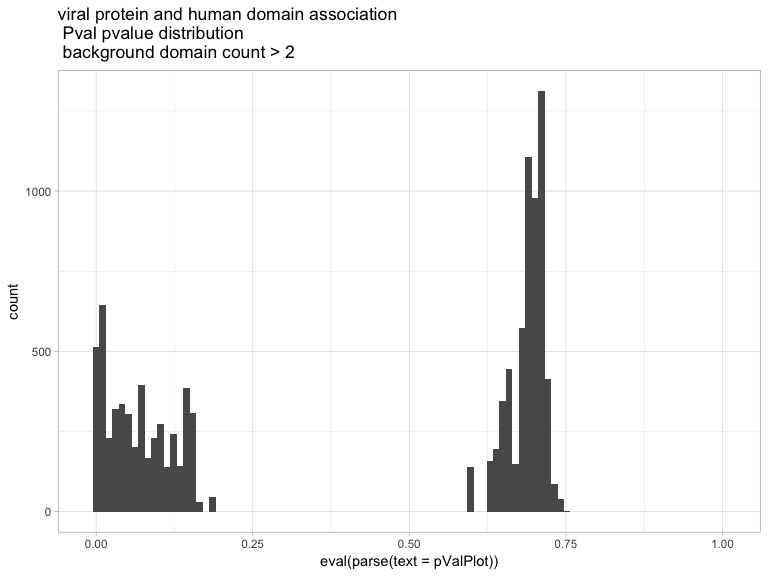 viral protein and human domain association
Pval pvalue distribution
background domain count > 2
1000
500
0
count
0.00 0.25 0.50 0.75 1.00
eval(parse(text = pValPlot))